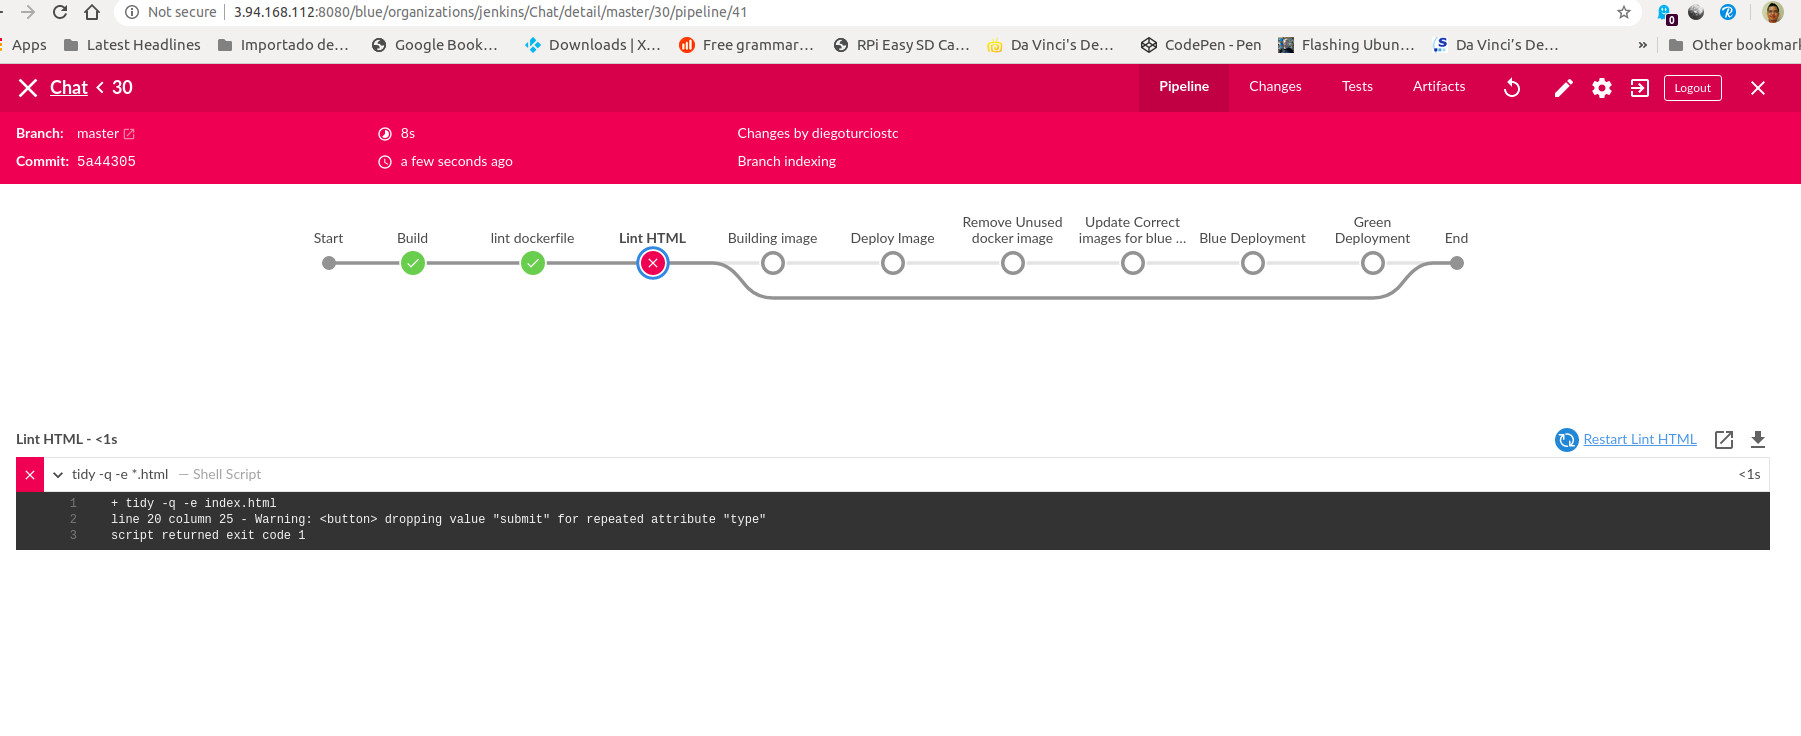 Not secure 3.94.168.112:8080/blue/organizations/jenkins/Chat/detail/master/30/pipeline/41
0
Apps Latest Headlines Importado de... Google Book... Downloads | X... Free grammar... RPi Easy SD Ca... Da Vinci's De... CodePen - Pen Flashing Ubun... Da Vinci's De... » Other bookmark
Chat < 30 Pipeline Changes Tests Artifacts Logout
Branch: master 8s Changes by diegoturciostc
Commit: 5a44305 a few seconds ago Branch indexing
Start Build lint dockerfile Lint HTML Building image Deploy Image Remove Unused docker image Update Correct images for blue ... Blue Deployment Green Deployment End
Lint HTML - <1s Restart Lint HTML
tidy -q -e *.html — Shell Script <1s
1 + tidy -q -e index.html
2 line 20 column 25 - Warning: <button> dropping value "submit" for repeated attribute "type"
3 script returned exit code 1